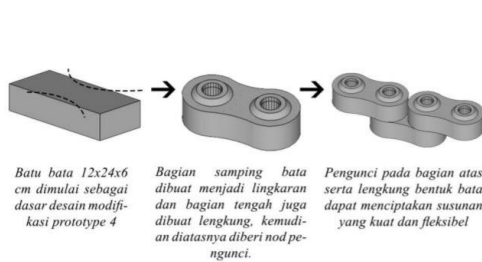 Batu bata 12x24x6
cm dimulai sebagai
dasar desain modifi-
kasi prototype 4
Bagian samping bata
dibuat menjadi lingkaran
dan bagian tengah juga
dibuat lengkung, kemudi-
an diatasnya diberi nod pe-
ngunci.
Pengunci pada bagian atas
serta lengkung bentuk bata
dapat menciptakan susunan
yang kuat dan fleksibel